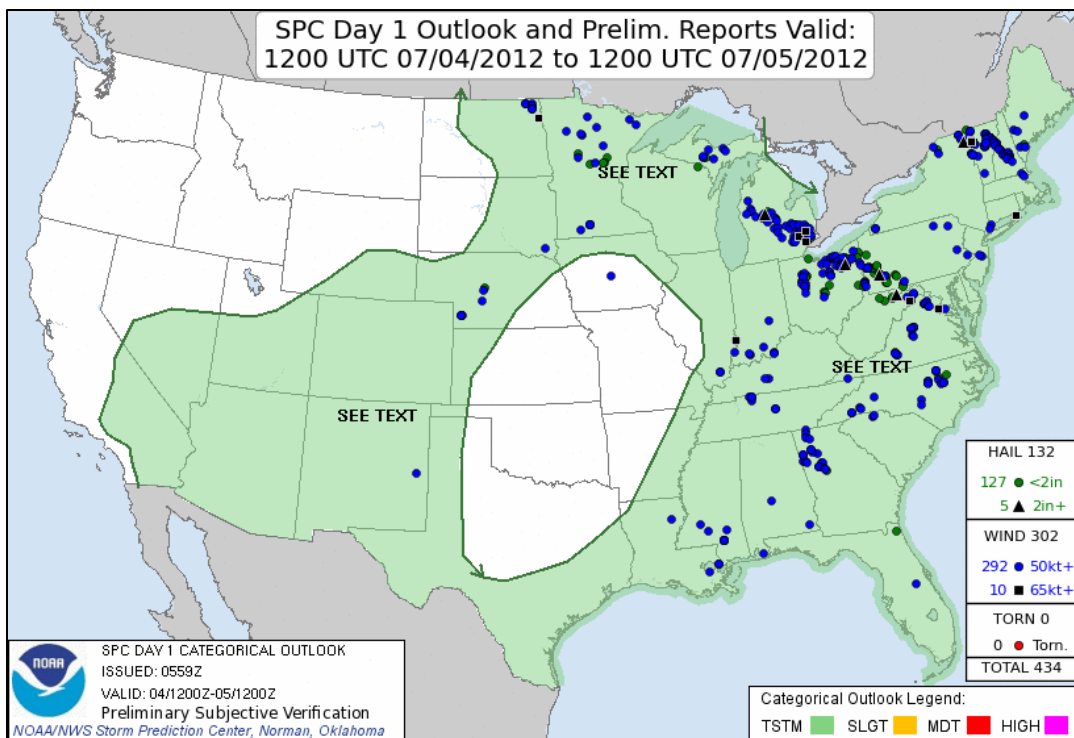 SPC Day 1 Outlook and Prelim. Reports Valid:
1200 UTC 07/04/2012 to 1200 UTC 07/05/2012
SEE TEXT
SEE TEXT
SEE TEXT
HAIL 132
127 <2in
5 2in+
WIND 302
292 50kt+
10 65kt+
TORN 0
0 Torn.
TOTAL 434
NOAA
SPC DAY 1 CATEGORICAL OUTLOOK
ISSUED: 0559Z
VALID: 04/1200Z-05/1200Z
Preliminary Subjective Verification
NOAA/NWS Storm Prediction Center, Norman, Oklahoma
Categorical Outlook Legend:
TSTM SLGT MDT HIGH